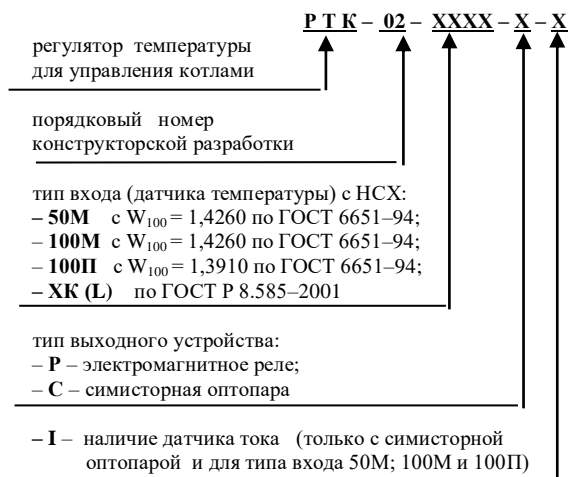 Р Т К – 02 – ХХХХ – Х – Х
регулятор температуры
для управления котлами
порядковый номер
конструкторской разработки
тип входа (датчика температуры) с НСХ:
– 50М с W100 = 1,4260 по ГОСТ 6651–94;
– 100М с W100 = 1,4260 по ГОСТ 6651–94;
– 100П с W100 = 1,3910 по ГОСТ 6651–94;
– ХК (L) по ГОСТ Р 8.585–2001
тип выходного устройства:
– Р – электромагнитное реле;
– С – симисторная оптопара
– I – наличие датчика тока (только с симисторной
оптопарой и для типа входа 50М; 100М и 100П)